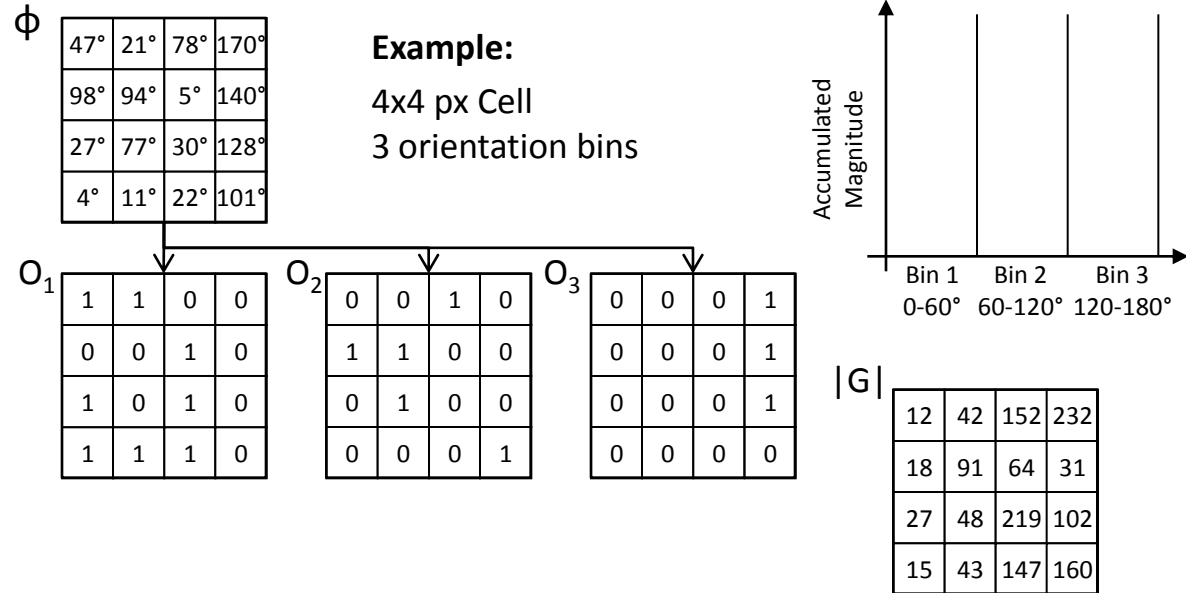 ϕ
47° 21° 78° 170°
98° 94° 5° 140°
27° 77° 30° 128°
4° 11° 22° 101°
Example:
4x4 px Cell
3 orientation bins
Accumulated
Magnitude
Bin 1 Bin 2 Bin 3
0-60° 60-120° 120-180°
O1
1 1 0 0
0 0 1 0
1 0 1 0
1 1 1 0
O2
0 0 1 0
1 1 0 0
0 1 0 0
0 0 0 1
O3
0 0 0 1
0 0 0 1
0 0 0 1
0 0 0 0
|G|
12 42 152 232
18 91 64 31
27 48 219 102
15 43 147 160